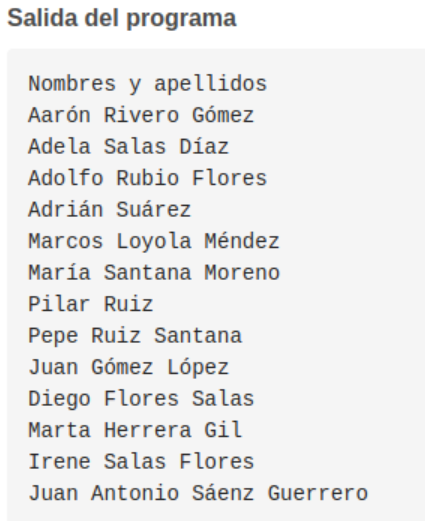 Salida del programa
Nombres y apellidos
Aarón Rivero Gómez
Adela Salas Díaz
Adolfo Rubio Flores
Adrián Suárez
Marcos Loyola Méndez
María Santana Moreno
Pilar Ruiz
Pepe Ruiz Santana
Juan Gómez López
Diego Flores Salas
Marta Herrera Gil
Irene Salas Flores
Juan Antonio Sáenz Guerrero